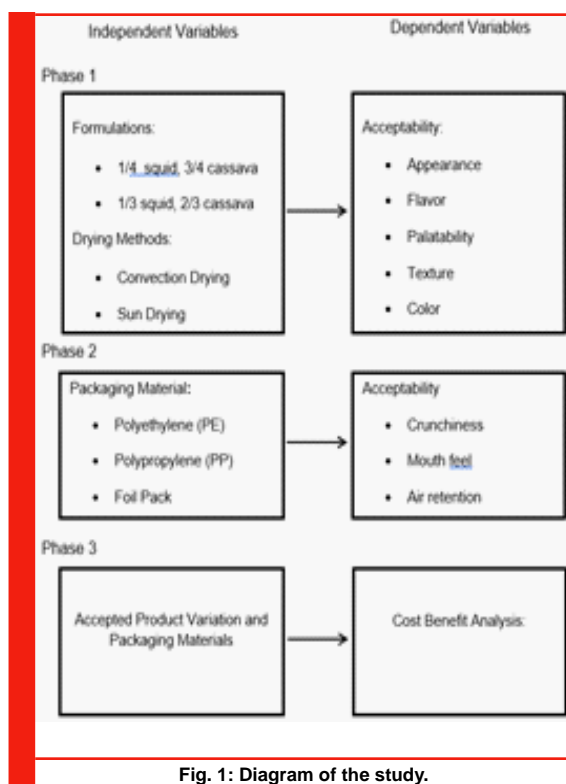 Independent Variables
Dependent Variables
Phase 1
Formulations:
• 1/4 squid, 3/4 cassava
• 1/3 squid, 2/3 cassava
Drying Methods:
• Convection Drying
• Sun Drying
Acceptability:
• Appearance
• Flavor
• Palatability
• Texture
• Color
Phase 2
Packaging Material:
• Polyethylene (PE)
• Polypropylene (PP)
• Foil Pack
Acceptability
• Crunchiness
• Mouth feel
• Air retention
Phase 3
Accepted Product Variation and
Packaging Materials
Cost Benefit Analysis:
Fig. 1: Diagram of the study.